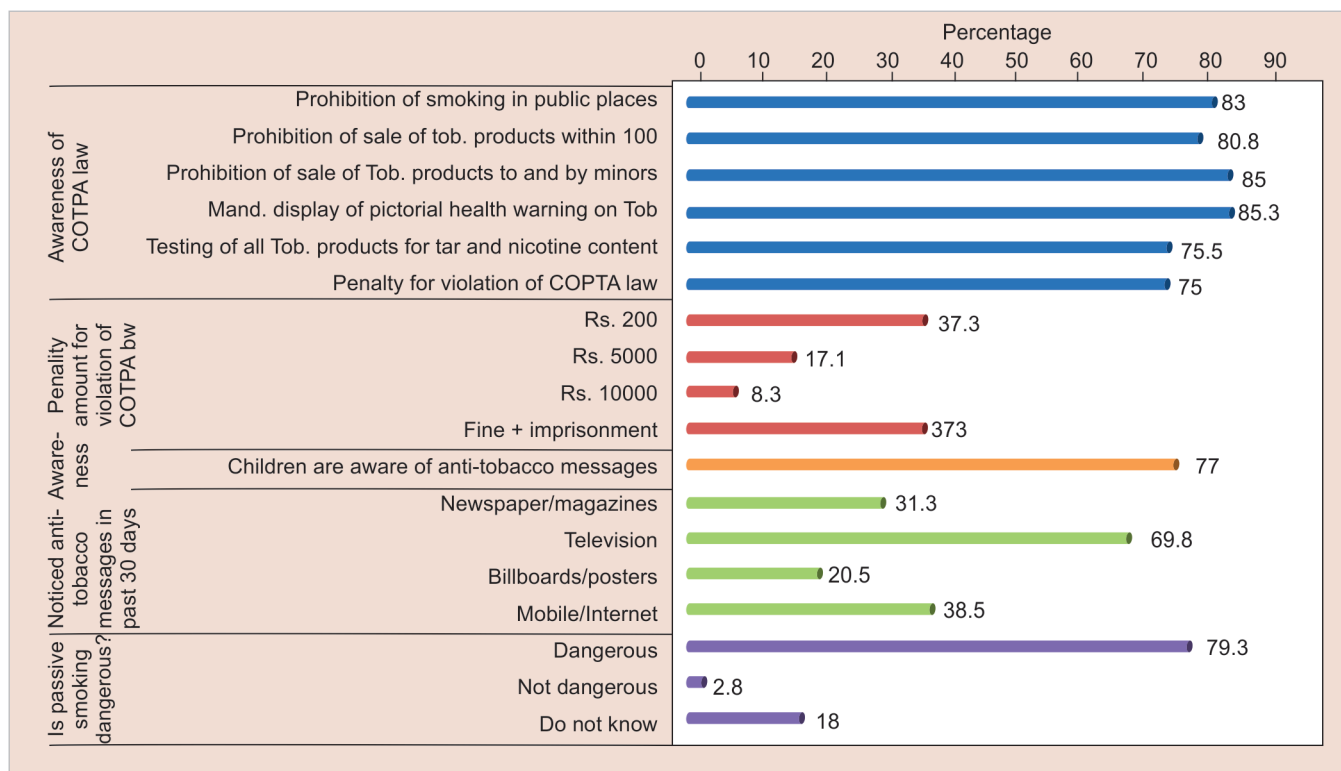 Percentage
0 10 20 30 40 50 60 70 80 90
Awareness of
COTPA law
Prohibition of smoking in public places 83
Prohibition of sale of tob. products within 100 80.8
Prohibition of sale of Tob. products to and by minors 85
Mand. display of pictorial health warning on Tob 85.3
Testing of all Tob. products for tar and nicotine content 75.5
Penalty for violation of COPTA law 75
Penality
amount for
violation of
COTPA bw
Rs. 200 37.3
Rs. 5000 17.1
Rs. 10000 8.3
Fine + imprisonment 373
Aware-
ness
Children are aware of anti-tobacco messages 77
Noticed anti-
tobacco
messages in
past 30 days
Newspaper/magazines 31.3
Television 69.8
Billboards/posters 20.5
Mobile/Internet 38.5
Is passive
smoking
dangerous?
Dangerous 79.3
Not dangerous 2.8
Do not know 18